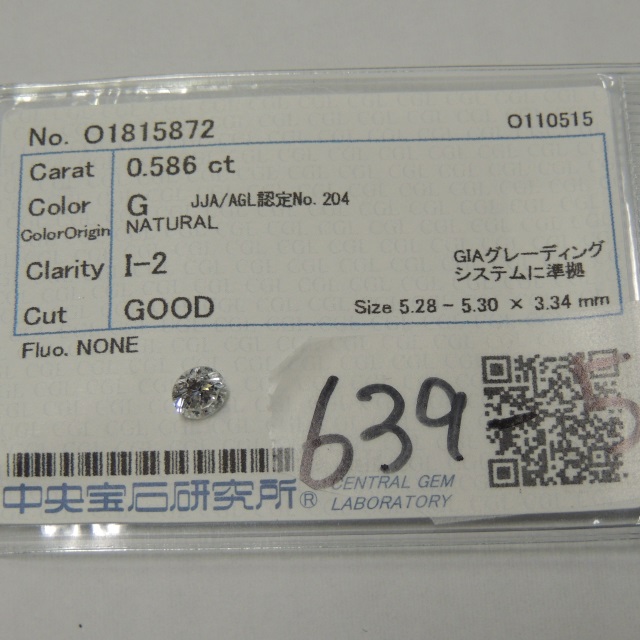 No. O1815872 O110515
Carat 0.586 ct
Color G JJA/AGL認定No.204
ColorOrigin NATURAL
Clarity I-2 GIAグレーディング
システムに準拠
Cut GOOD Size 5.28 - 5.30 × 3.34 mm
Fluo. NONE
639-5
中央宝石研究所® CENTRAL GEM
LABORATORY